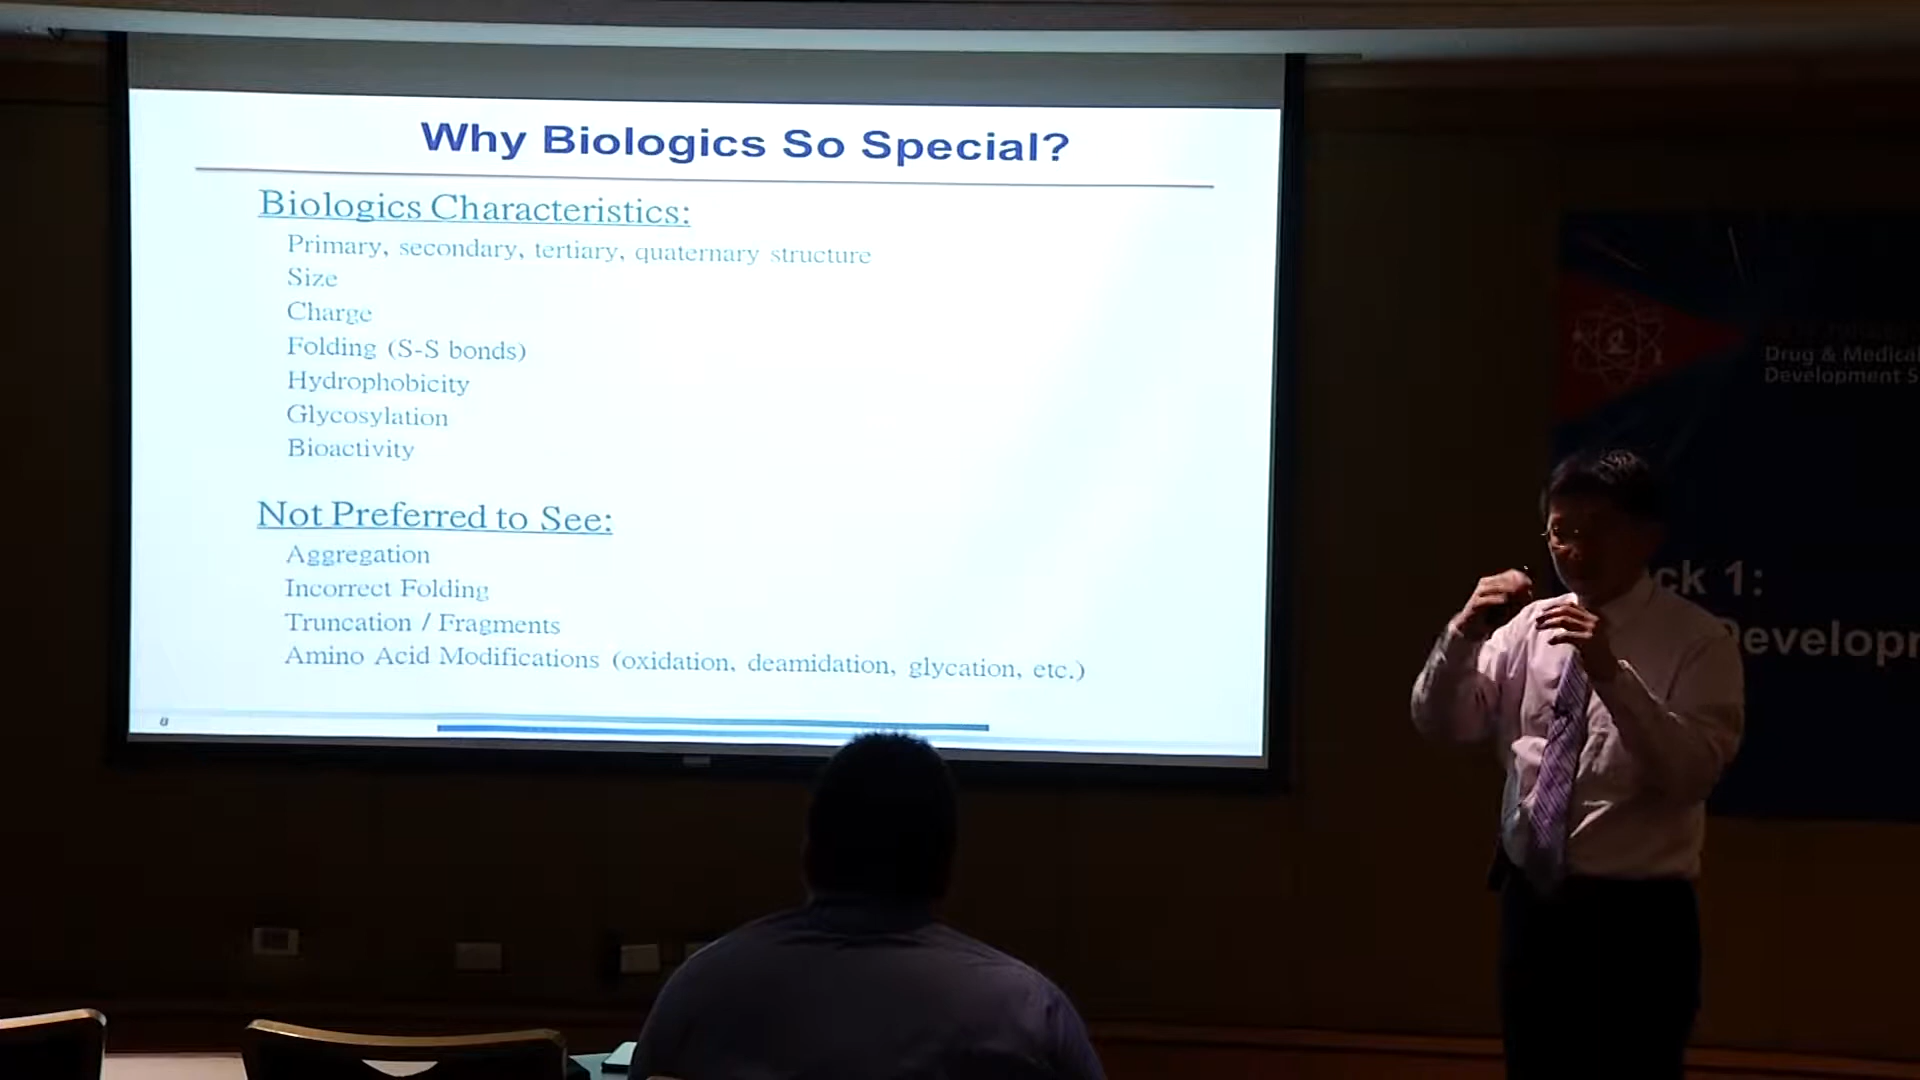 Why Biologics So Special?
Biologics Characteristics:
Primary, secondary, tertiary, quaternary structure
Size
Charge
Folding (S-S bonds)
Hydrophobicity
Glycosylation
Bioactivity
Not Preferred to See:
Aggregation
Incorrect Folding
Truncation / Fragments
Amino Acid Modifications (oxidation, deamidation, glycation, etc.)
Drug & Medical
Development S
ck 1:
evelopm